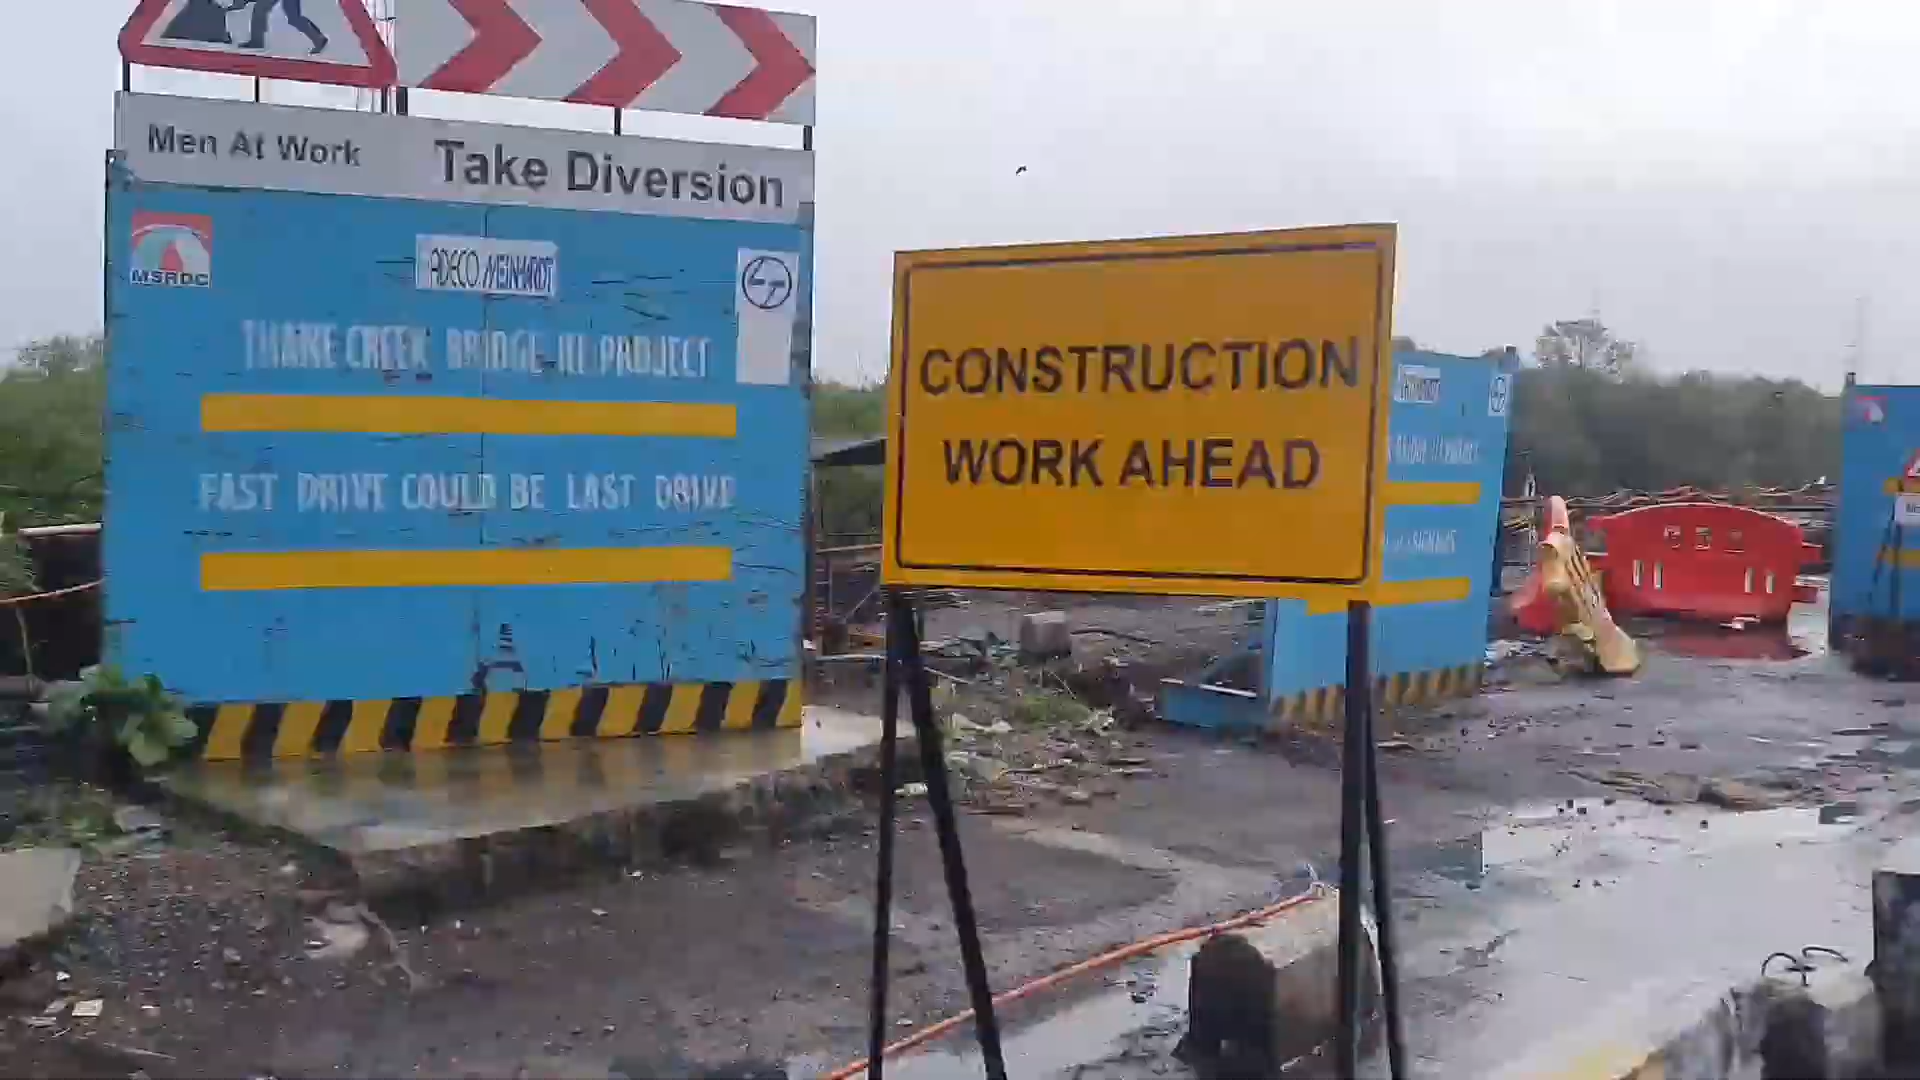 Men At Work
Take Diversion
MSRDC
ADECO MEINHARDT
THANE CREEK BRIDGE-III PROJECT
FAST DRIVE COULD BE LAST DRIVE
CONSTRUCTION
WORK AHEAD